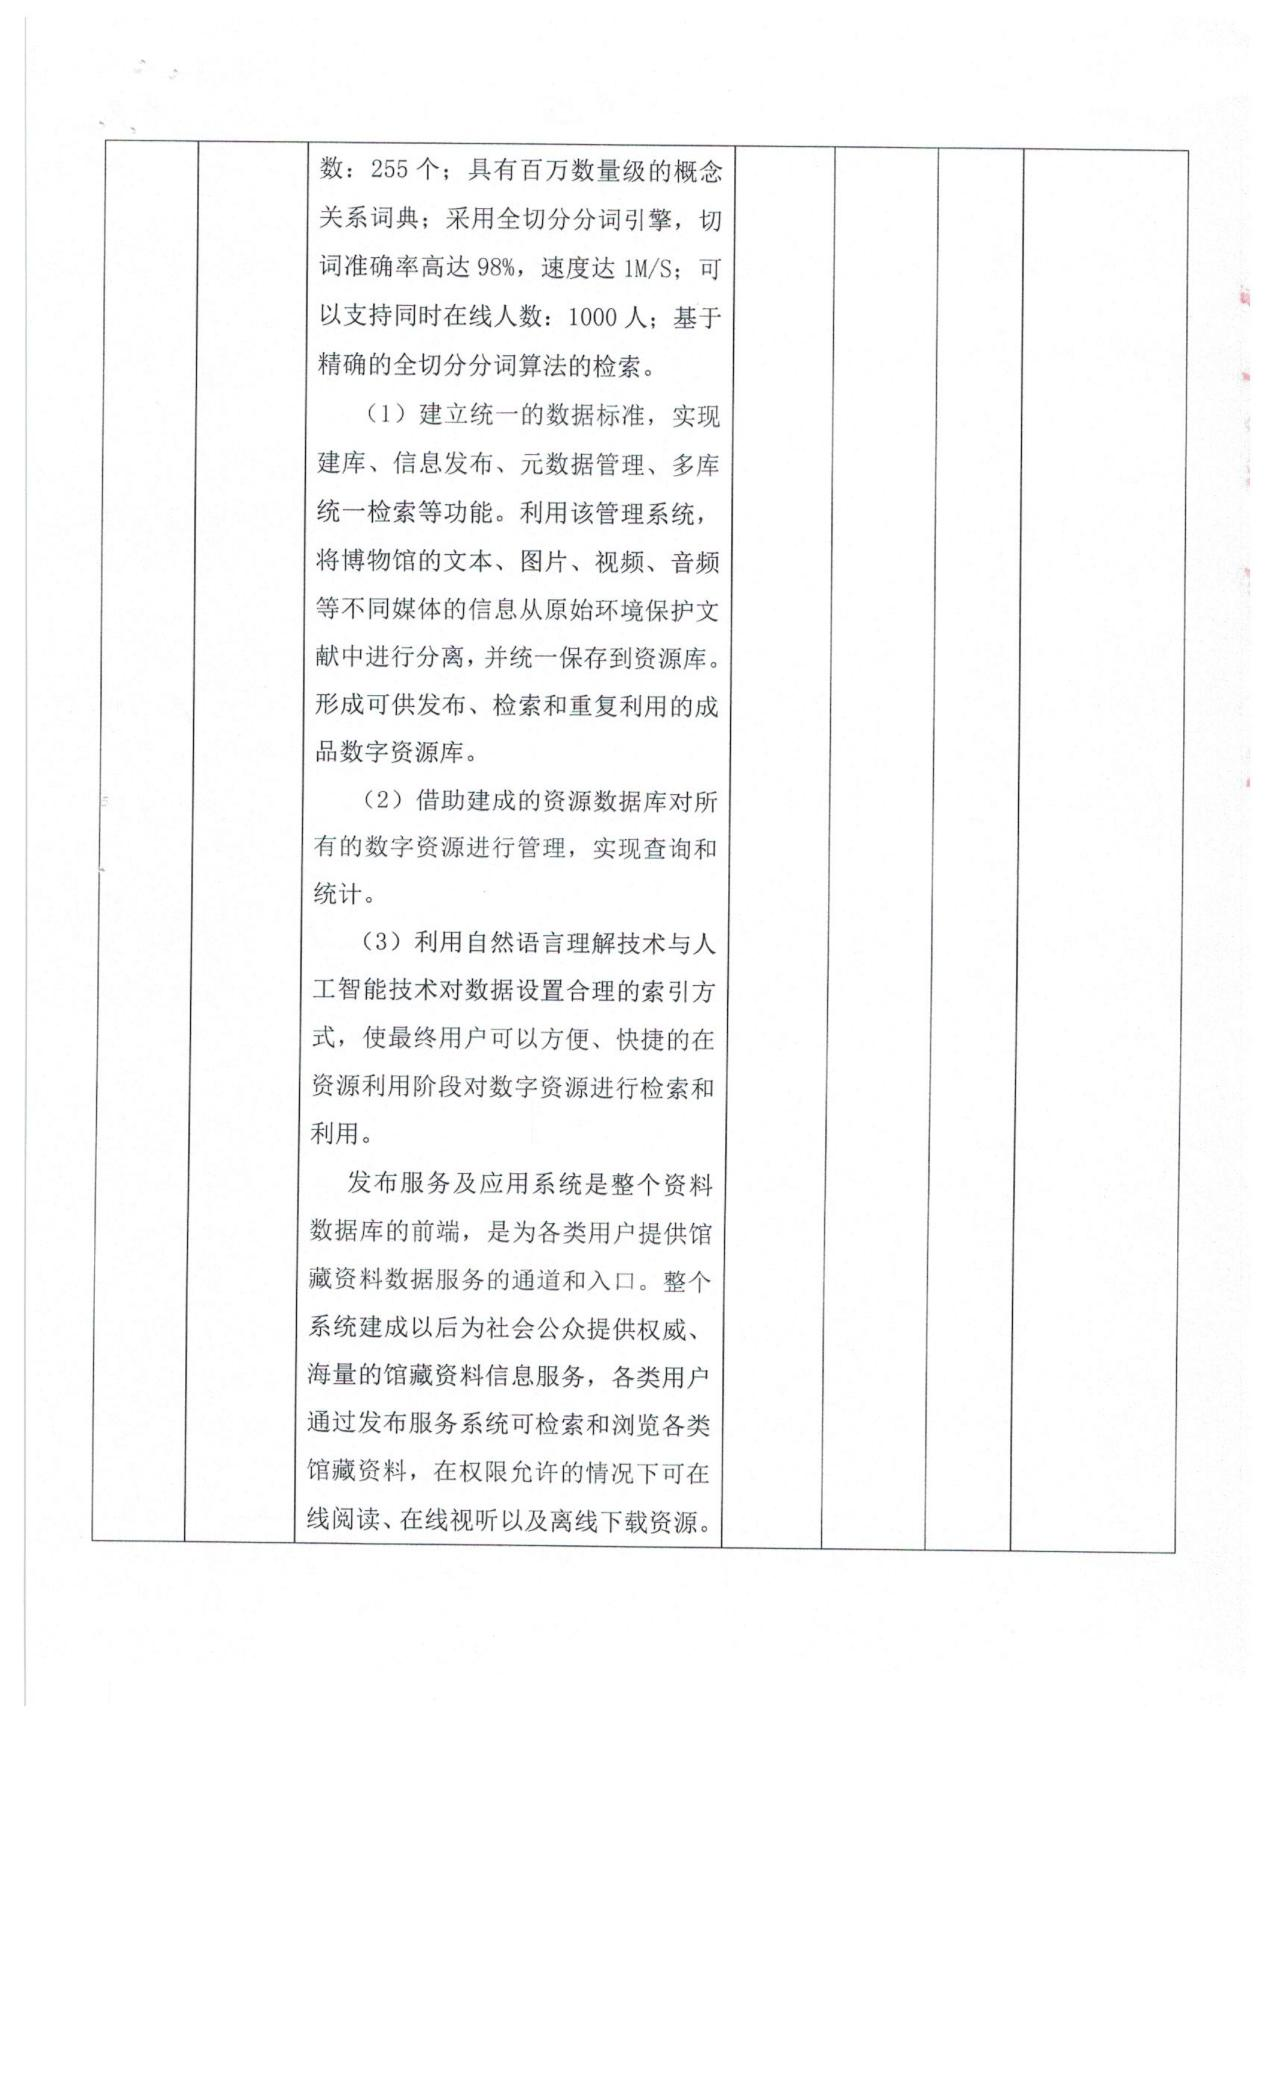 数：255 个；具有百万数量级的概念
关系词典；采用全切分分词引擎，切
词准确率高达 98%，速度达 1M/S；可
以支持同时在线人数：1000 人；基于
精确的全切分分词算法的检索。
（1）建立统一的数据标准，实现
建库、信息发布、元数据管理、多库
统一检索等功能。利用该管理系统，
将博物馆的文本、图片、视频、音频
等不同媒体的信息从原始环境保护文
献中进行分离，并统一保存到资源库。
形成可供发布、检索和重复利用的成
品数字资源库。
（2）借助建成的资源数据库对所
有的数字资源进行管理，实现查询和
统计。
（3）利用自然语言理解技术与人
工智能技术对数据设置合理的索引方
式，使最终用户可以方便、快捷的在
资源利用阶段对数字资源进行检索和
利用。
发布服务及应用系统是整个资料
数据库的前端，是为各类用户提供馆
藏资料数据服务的通道和入口。整个
系统建成以后为社会公众提供权威、
海量的馆藏资料信息服务，各类用户
通过发布服务系统可检索和浏览各类
馆藏资料，在权限允许的情况下可在
线阅读、在线视听以及离线下载资源。